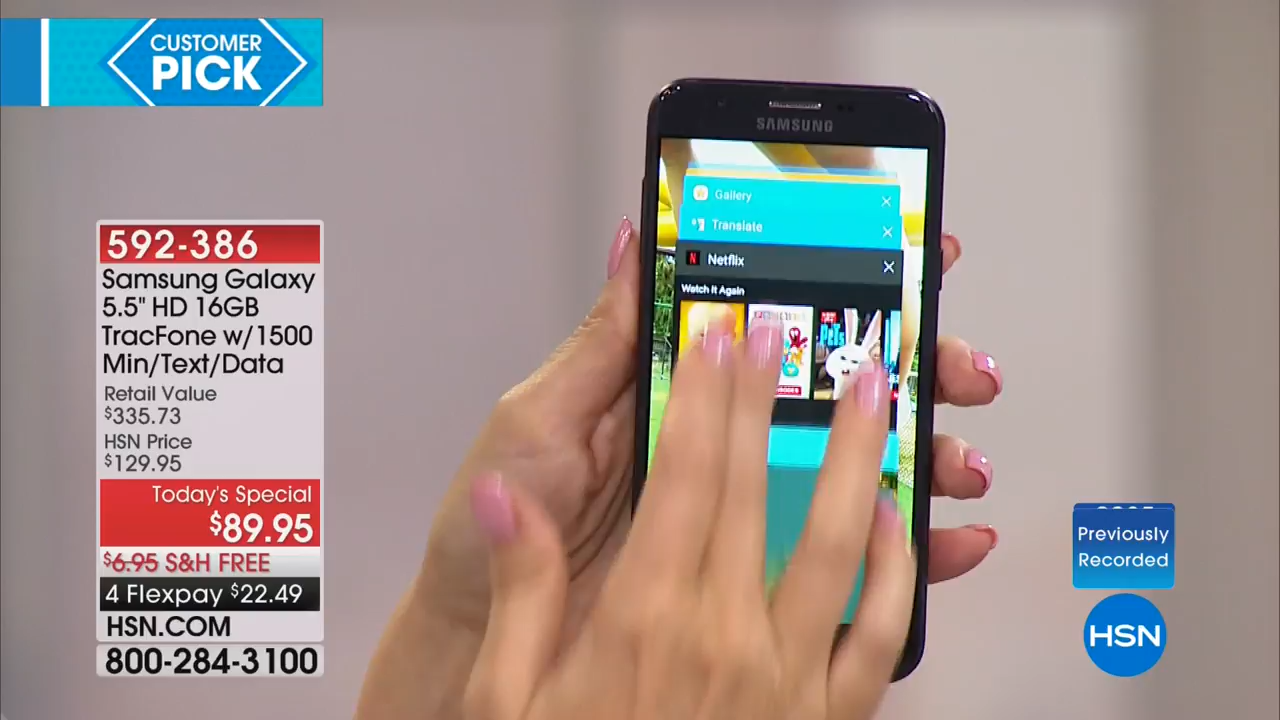 CUSTOMER
PICK
SAMSUNG
Gallery
Translate
Netflix
Watch It Again
592-386
Samsung Galaxy
5.5" HD 16GB
TracFone w/1500
Min/Text/Data
Retail Value
$335.73
HSN Price
$129.95
Today's Special
$89.95
$6.95 S&H FREE
4 Flexpay $22.49
HSN.COM
800-284-3100
Previously
Recorded
HSN